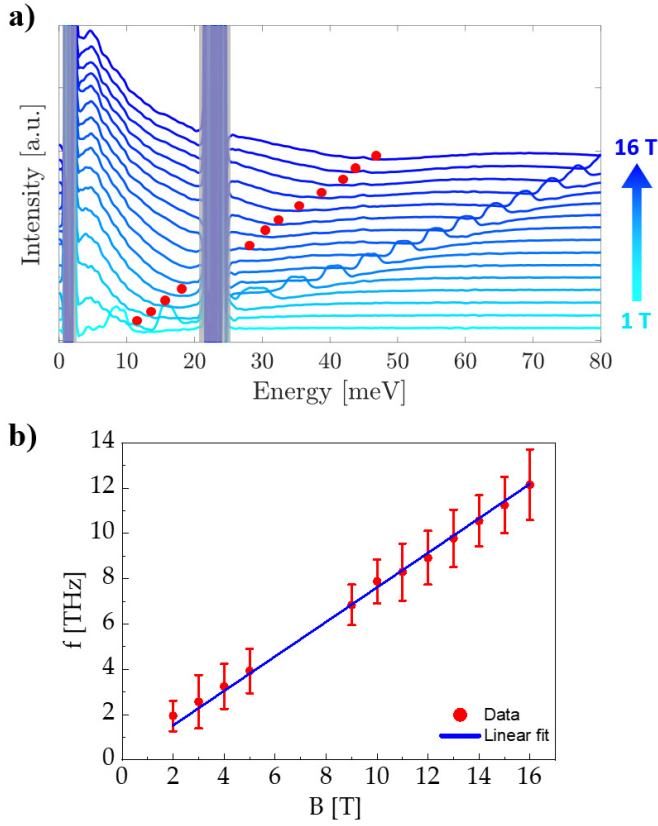 a)
Intensity [a.u.]
16 T
1 T
0 10 20 30 40 50 60 70 80
Energy [meV]
b)
14
12
10
8
6
4
2
0
f [THz]
Data
Linear fit
0 2 4 6 8 10 12 14 16
B [T]